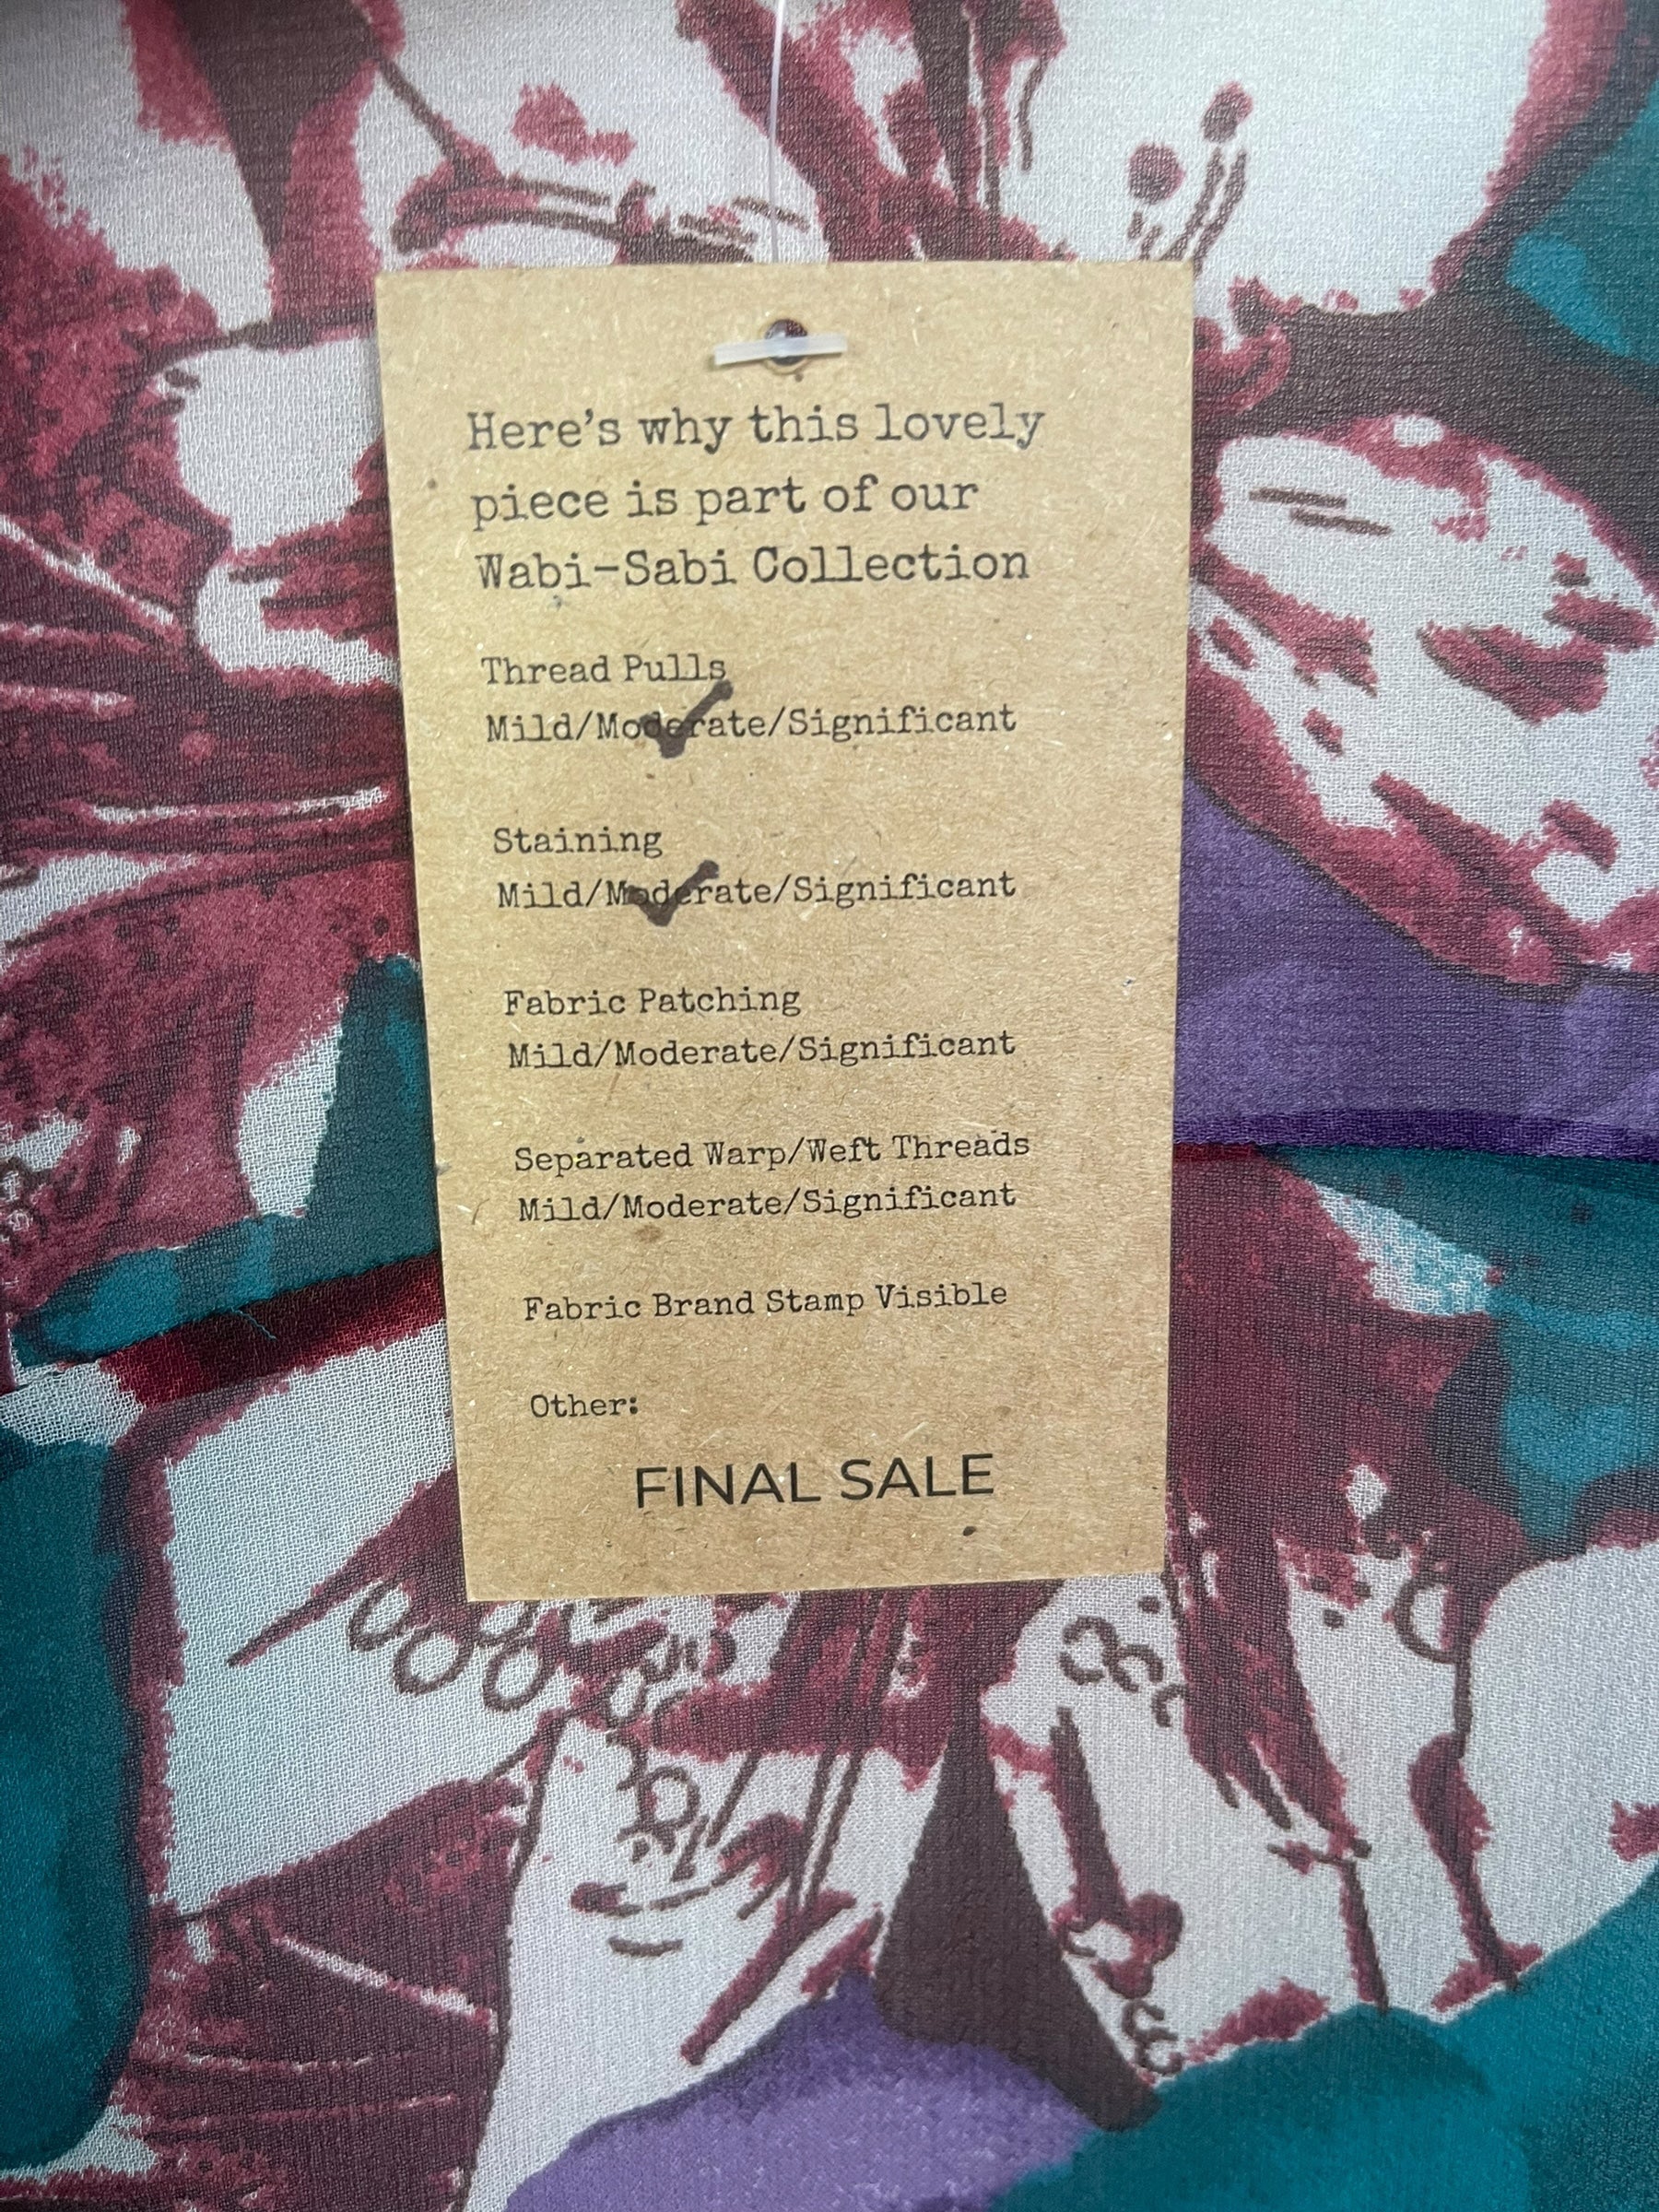 Here's why this lovely
piece is part of our
Wabi-Sabi Collection
Thread Pulls
Mild/Moderate/Significant
Staining
Mild/Moderate/Significant
Fabric Patching
Mild/Moderate/Significant
Separated Warp/Weft Threads
Mild/Moderate/Significant
Fabric Brand Stamp Visible
Other:
FINAL SALE